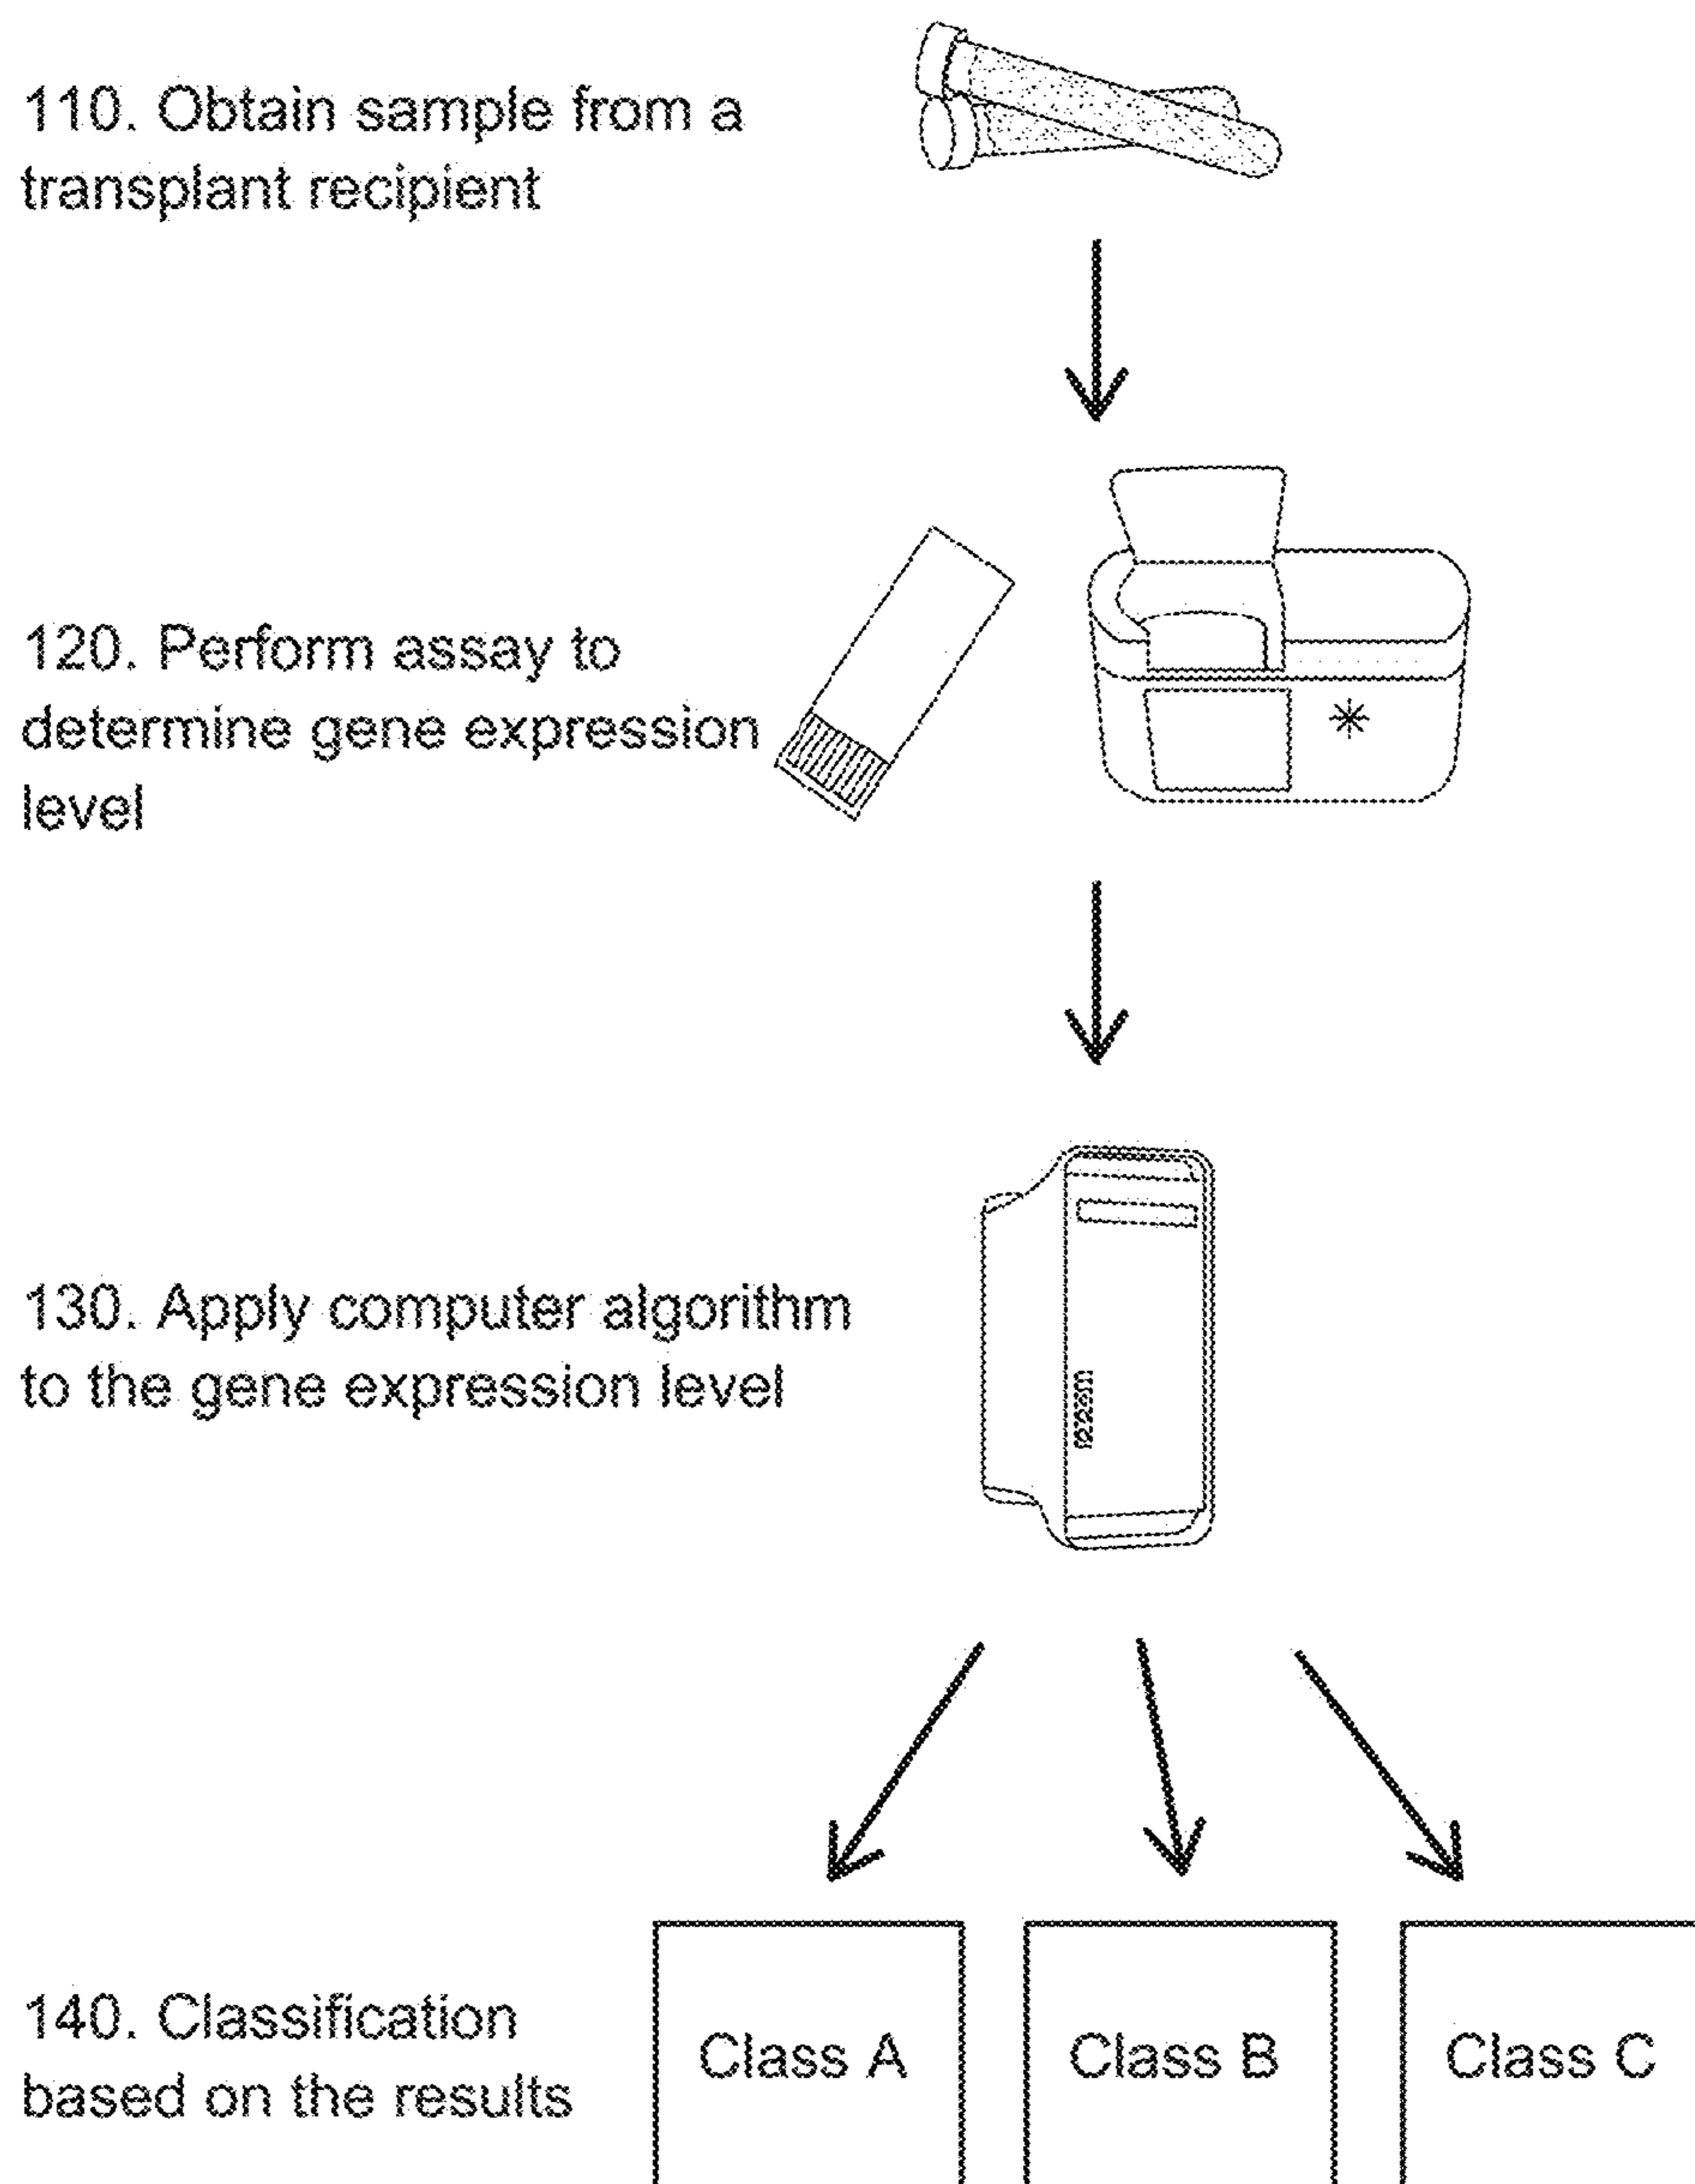 110. Obtain sample from a
transplant recipient
120. Perform assay to
determine gene expression
level
130. Apply computer algorithm
to the gene expression level
140. Classification
based on the results
Class A
Class B
Class C